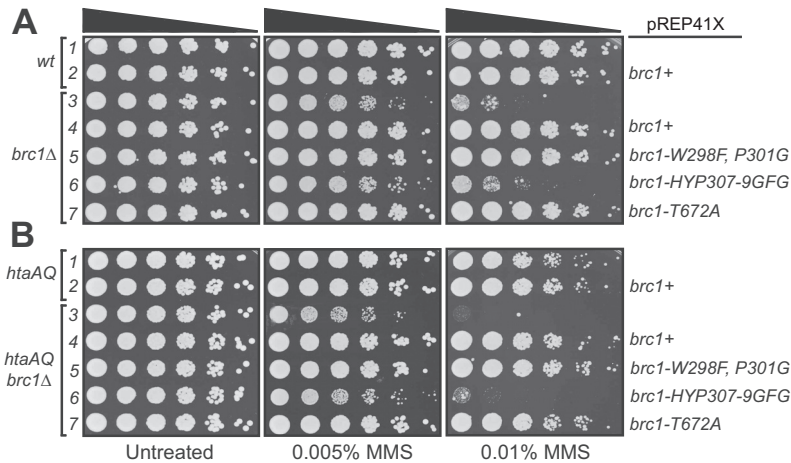 A
pREP41X
wt
1
2
brc1+
brc1Δ
3
4
brc1+
5
brc1-W298F, P301G
6
brc1-HYP307-9GFG
7
brc1-T672A
B
htaAQ
1
2
brc1+
htaAQ
brc1Δ
3
4
brc1+
5
brc1-W298F, P301G
6
brc1-HYP307-9GFG
7
brc1-T672A
Untreated 0.005% MMS 0.01% MMS